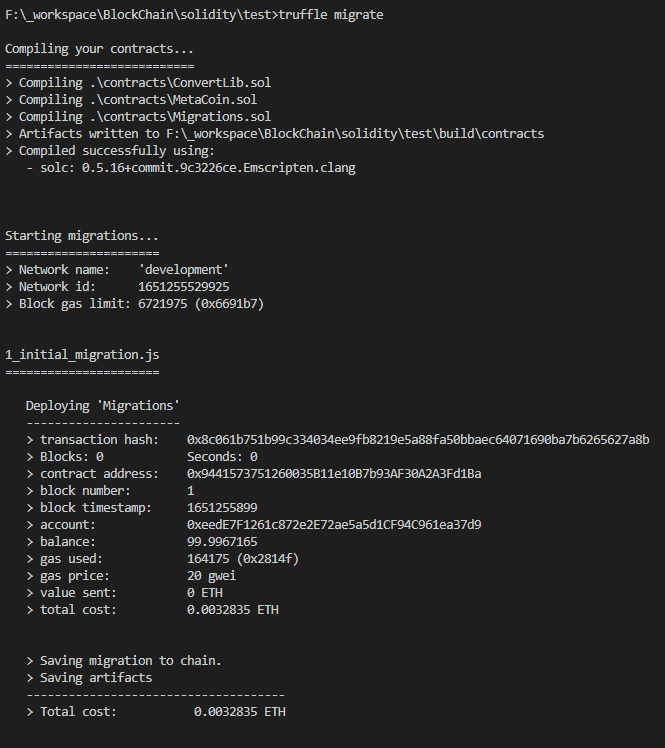 F:\_workspace\BlockChain\solidity\test>truffle migrate
Compiling your contracts...
===========================
> Compiling .\contracts\ConvertLib.sol
> Compiling .\contracts\MetaCoin.sol
> Compiling .\contracts\Migrations.sol
> Artifacts written to F:\_workspace\BlockChain\solidity\test\build\contracts
> Compiled successfully using:
   - solc: 0.5.16+commit.9c3226ce.Emscripten.clang
Starting migrations...
======================
> Network name:    'development'
> Network id:      1651255529925
> Block gas limit: 6721975 (0x6691b7)
1_initial_migration.js
======================
   Deploying 'Migrations'
   ----------------------
   > transaction hash:    0x8c061b751b99c334034ee9fb8219e5a88fa50bbaec64071690ba7b6265627a8b
   > Blocks: 0            Seconds: 0
   > contract address:    0x9441573751260035B11e10B7b93AF30A2A3Fd1Ba
   > block number:        1
   > block timestamp:     1651255899
   > account:             0xeedE7F1261c872e2E72ae5a5d1CF94C961ea37d9
   > balance:             99.9967165
   > gas used:            164175 (0x2814f)
   > gas price:           20 gwei
   > value sent:          0 ETH
   > total cost:          0.0032835 ETH
   > Saving migration to chain.
   > Saving artifacts
   -------------------------------------
   > Total cost:           0.0032835 ETH